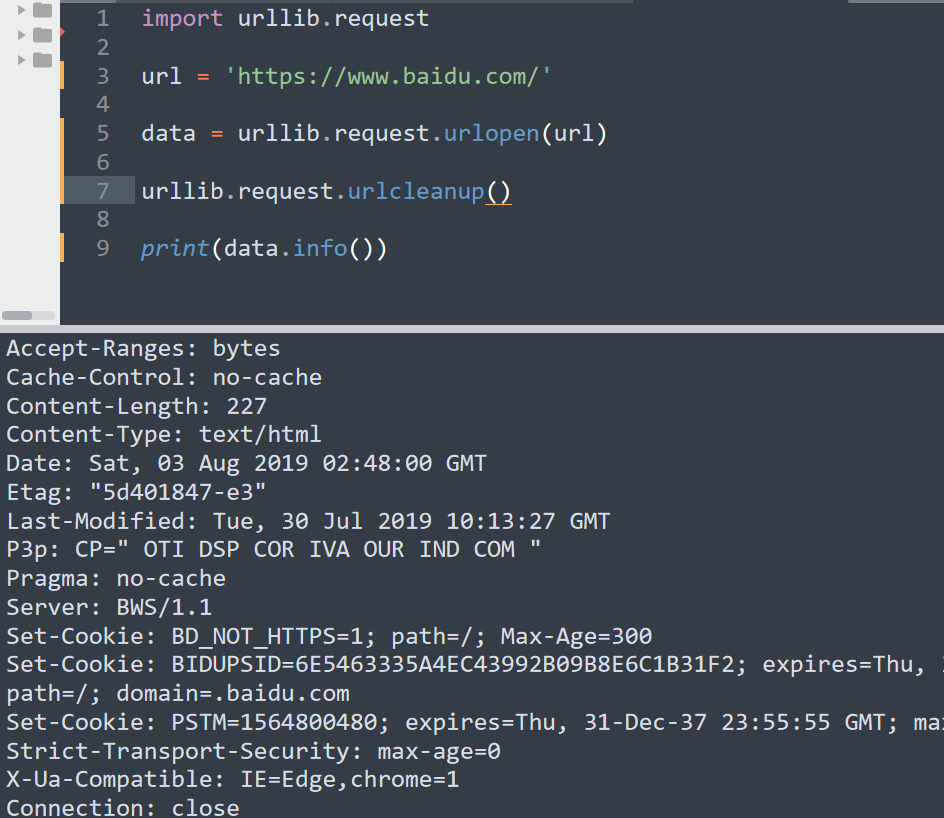 1 import urllib.request
2
3 url = 'https://www.baidu.com/'
4
5 data = urllib.request.urlopen(url)
6
7 urllib.request.urlcleanup()
8
9 print(data.info())
Accept-Ranges: bytes
Cache-Control: no-cache
Content-Length: 227
Content-Type: text/html
Date: Sat, 03 Aug 2019 02:48:00 GMT
Etag: "5d401847-e3"
Last-Modified: Tue, 30 Jul 2019 10:13:27 GMT
P3p: CP=" OTI DSP COR IVA OUR IND COM "
Pragma: no-cache
Server: BWS/1.1
Set-Cookie: BD_NOT_HTTPS=1; path=/; Max-Age=300
Set-Cookie: BIDUPSID=6E5463335A4EC43992B09B8E6C1B31F2; expires=Thu,
path=/; domain=.baidu.com
Set-Cookie: PSTM=1564800480; expires=Thu, 31-Dec-37 23:55:55 GMT;
Strict-Transport-Security: max-age=0
X-Ua-Compatible: IE=Edge,chrome=1
Connection: close